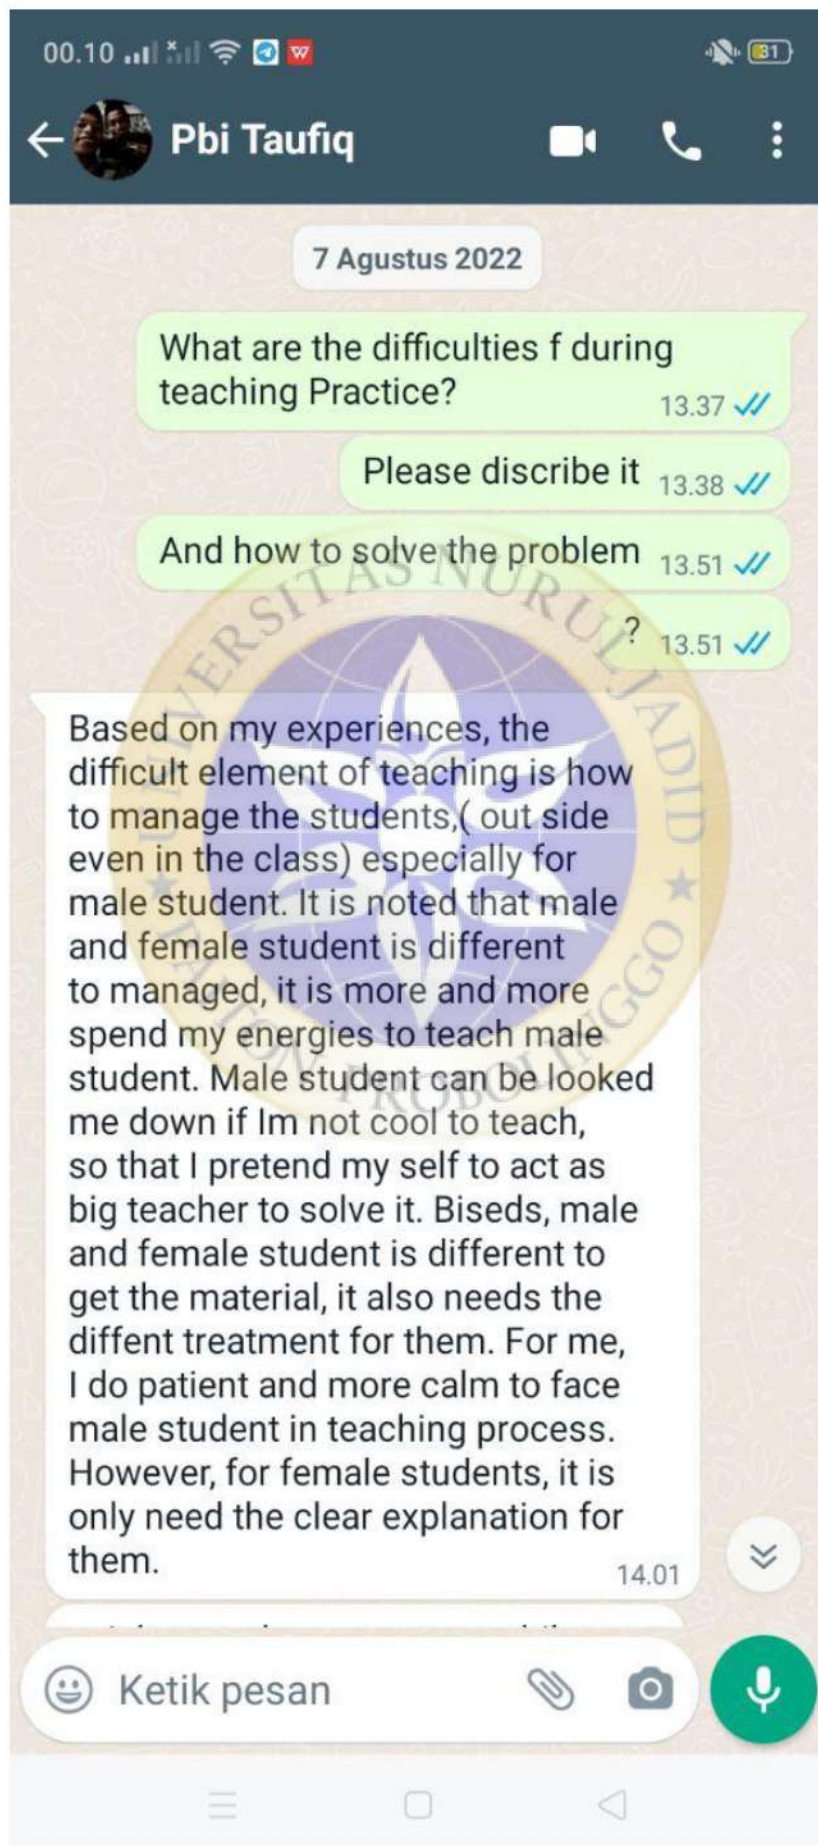 00.10
31
Pbi Taufiq
7 Agustus 2022
What are the difficulties f during
teaching Practice?
13.37
Please discribe it 13.38
And how to solve the problem 13.51
? 13.51
UNIVERSITAS NURUL JADID
PAITON PROBOLINGGO
Based on my experiences, the
difficult element of teaching is how
to manage the students,( out side
even in the class) especially for
male student. It is noted that male
and female student is different
to managed, it is more and more
spend my energies to teach male
student. Male student can be looked
me down if Im not cool to teach,
so that I pretend my self to act as
big teacher to solve it. Biseds, male
and female student is different to
get the material, it also needs the
diffent treatment for them. For me,
I do patient and more calm to face
male student in teaching process.
However, for female students, it is
only need the clear explanation for
them.
14.01
Ketik pesan